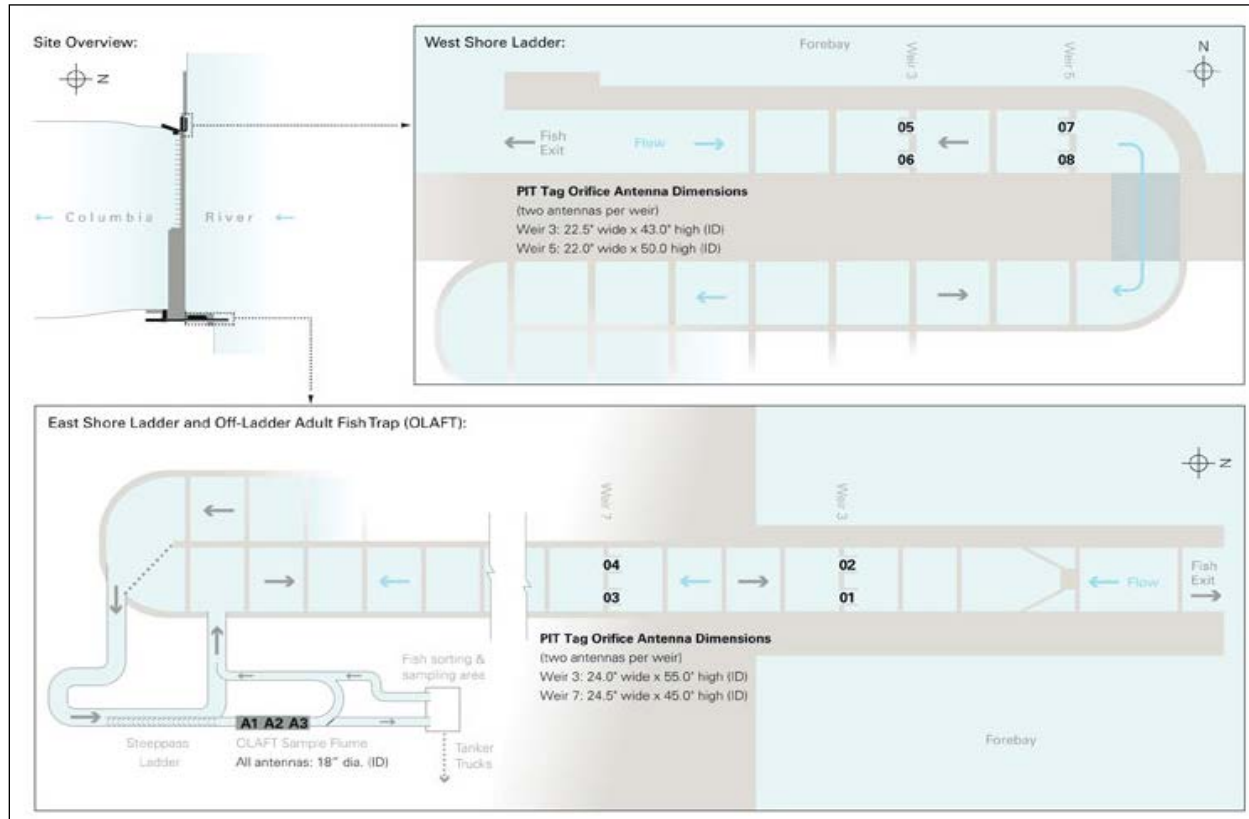 Site Overview:
N
Columbia River
West Shore Ladder:
Forebay
Weir 3
Weir 5
N
05
07
Fish
Exit
Flow
06
08
PIT Tag Orifice Antenna Dimensions
(two antennas per weir)
Weir 3: 22.5" wide x 43.0" high (ID)
Weir 5: 22.0" wide x 50.0 high (ID)
East Shore Ladder and Off-Ladder Adult Fish Trap (OLAFT):
N
Weir 7
Weir 3
04
02
03
01
Flow
Fish
Exit
PIT Tag Orifice Antenna Dimensions
(two antennas per weir)
Weir 3: 24.0" wide x 55.0" high (ID)
Weir 7: 24.5" wide x 45.0" high (ID)
Fish sorting &
sampling area
A1 A2 A3
Steeppass
Ladder
OLAFT Sample Flume
All antennas: 18" dia. (ID)
Tanker
Trucks
Forebay